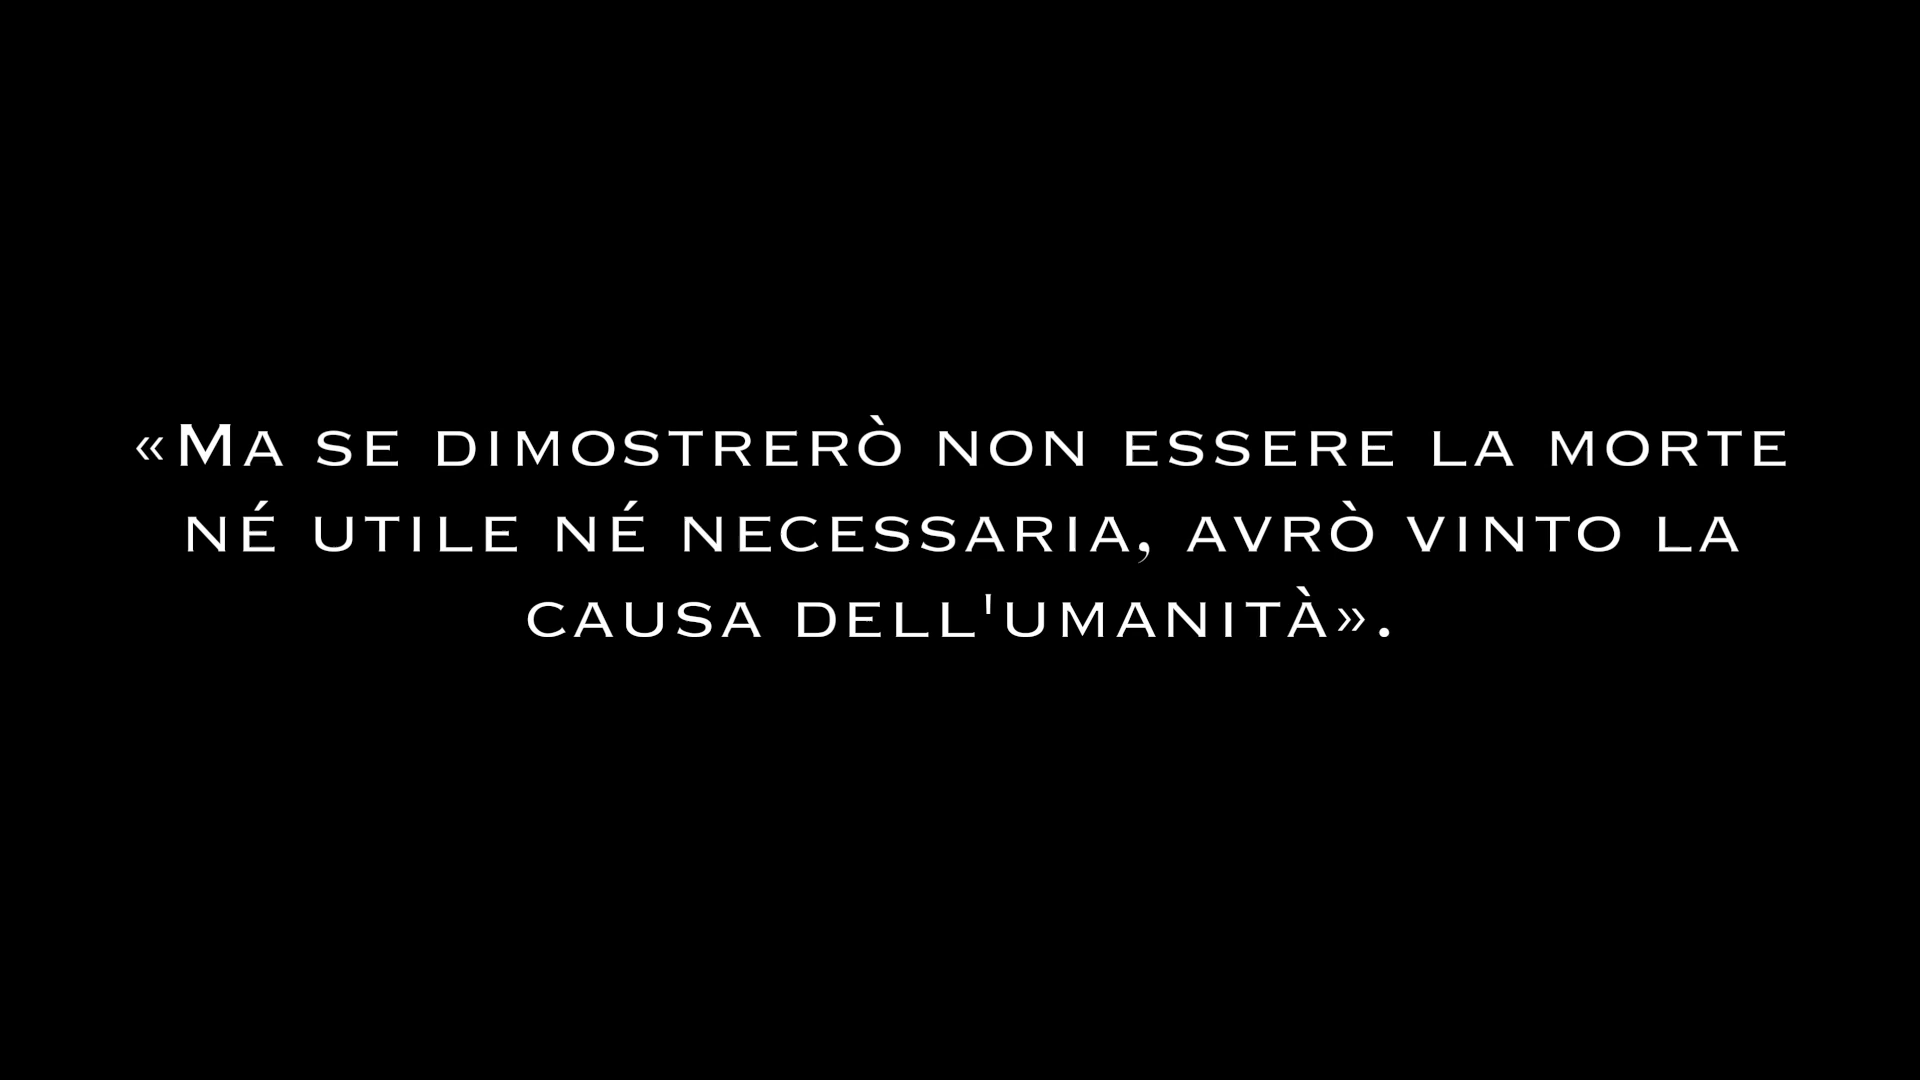 «Ma se dimostrerò non essere la morte
né utile né necessaria, avrò vinto la
causa dell'umanità».